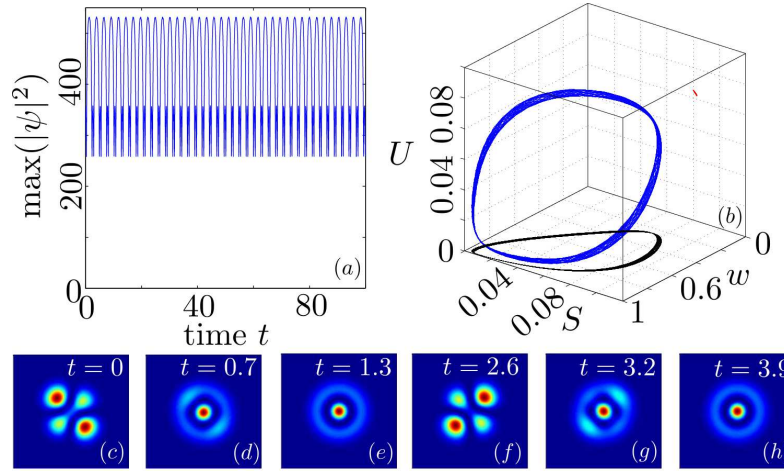 max(|ψ|²)
400
200
0
0 40 80
time t
(a)
U
0.08
0.04
0
0.04
0.08
S
1
0.6
w
0
(b)
t = 0
(c)
t = 0.7
(d)
t = 1.3
(e)
t = 2.6
(f)
t = 3.2
(g)
t = 3.9
(h)